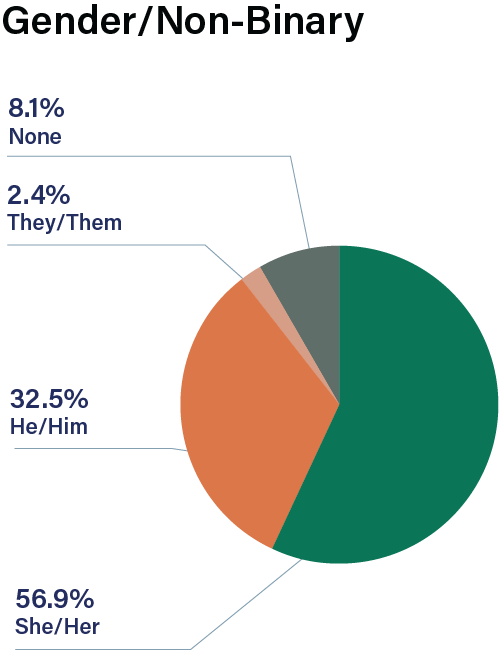 Gender/Non-Binary
8.1%
None
2.4%
They/Them
32.5%
He/Him
56.9%
She/Her